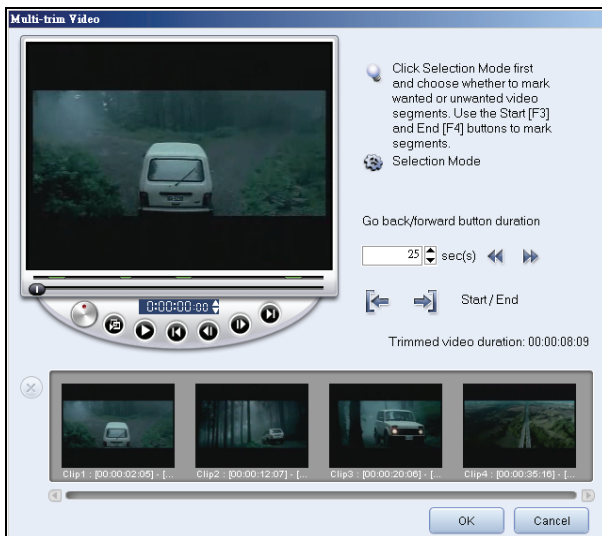 Multi-trim Video
Click Selection Mode first
and choose whether to mark
wanted or unwanted video
segments. Use the Start [F3]
and End [F4] buttons to mark
segments.
Selection Mode
Go back/forward button duration
25 sec(s)
0:00:00:00
Start / End
Trimmed video duration: 00:00:08:09
Clip1 : [00:00:02:05] - [...
Clip2 : [00:00:12:07] - [...
Clip3 : [00:00:20:06] - [...
Clip4 : [00:00:35:16] - [...
OK
Cancel